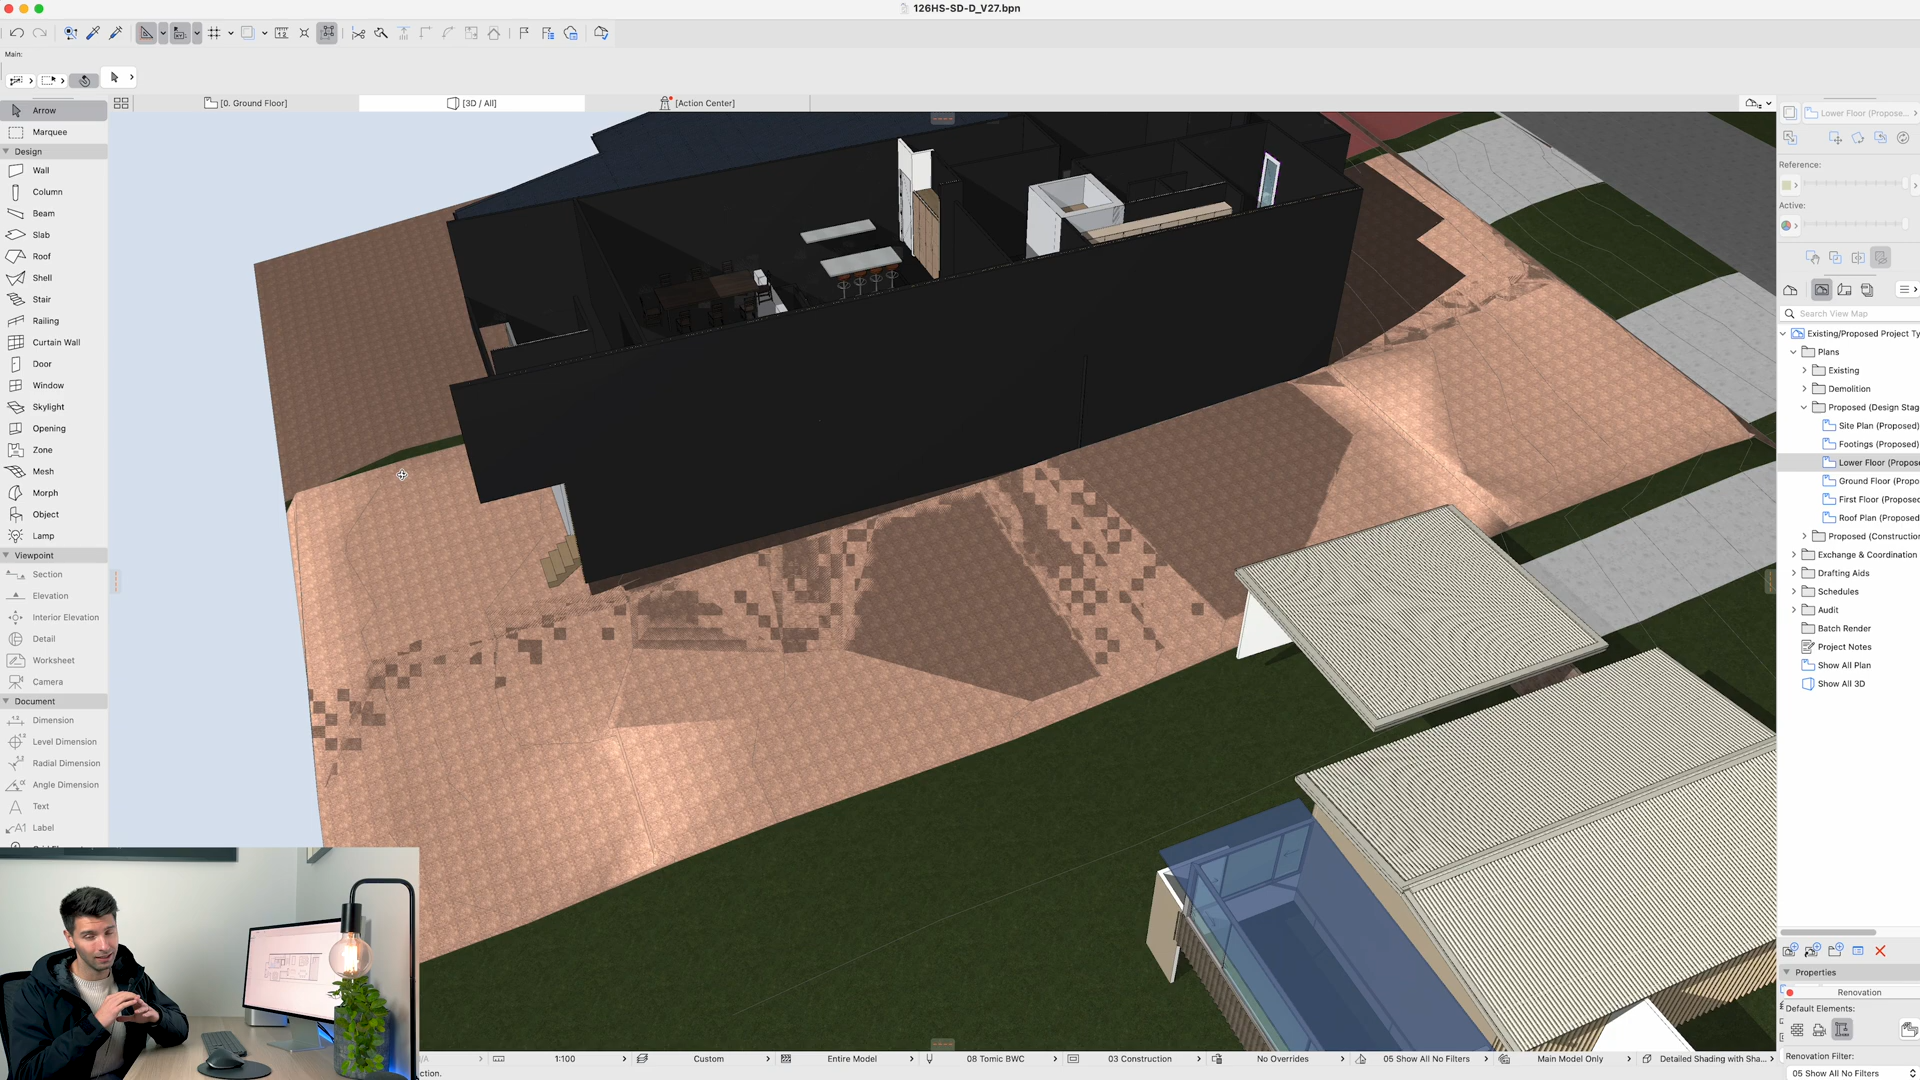 126HS-SD-D_V27.bpn
Main:
[0. Ground Floor]
[3D / All]
[Action Center]
Arrow
Marquee
Design
Wall
Column
Beam
Slab
Roof
Shell
Stair
Railing
Curtain Wall
Door
Window
Skylight
Opening
Zone
Mesh
Morph
Object
Lamp
Viewpoint
Section
Elevation
Interior Elevation
Detail
Worksheet
Camera
Document
Dimension
Level Dimension
Radial Dimension
Angle Dimension
Text
Label
Lower Floor (Propose...
Reference:
Active:
Search View Map
Existing/Proposed Project Ty
Plans
Existing
Demolition
Proposed (Design Stag
Site Plan (Proposed)
Footings (Proposed)
Lower Floor (Propose
Ground Floor (Propo
First Floor (Propose
Roof Plan (Proposed
Proposed (Constructio
Exchange & Coordination
Drafting Aids
Schedules
Audit
Batch Render
Project Notes
Show All Plan
Show All 3D
Properties
Renovation
Default Elements:
Renovation Filter:
05 Show All No Filters
1:100
Custom
Entire Model
08 Tomic BWC
03 Construction
No Overrides
05 Show All No Filters
Main Model Only
Detailed Shading with Sha...
ction.